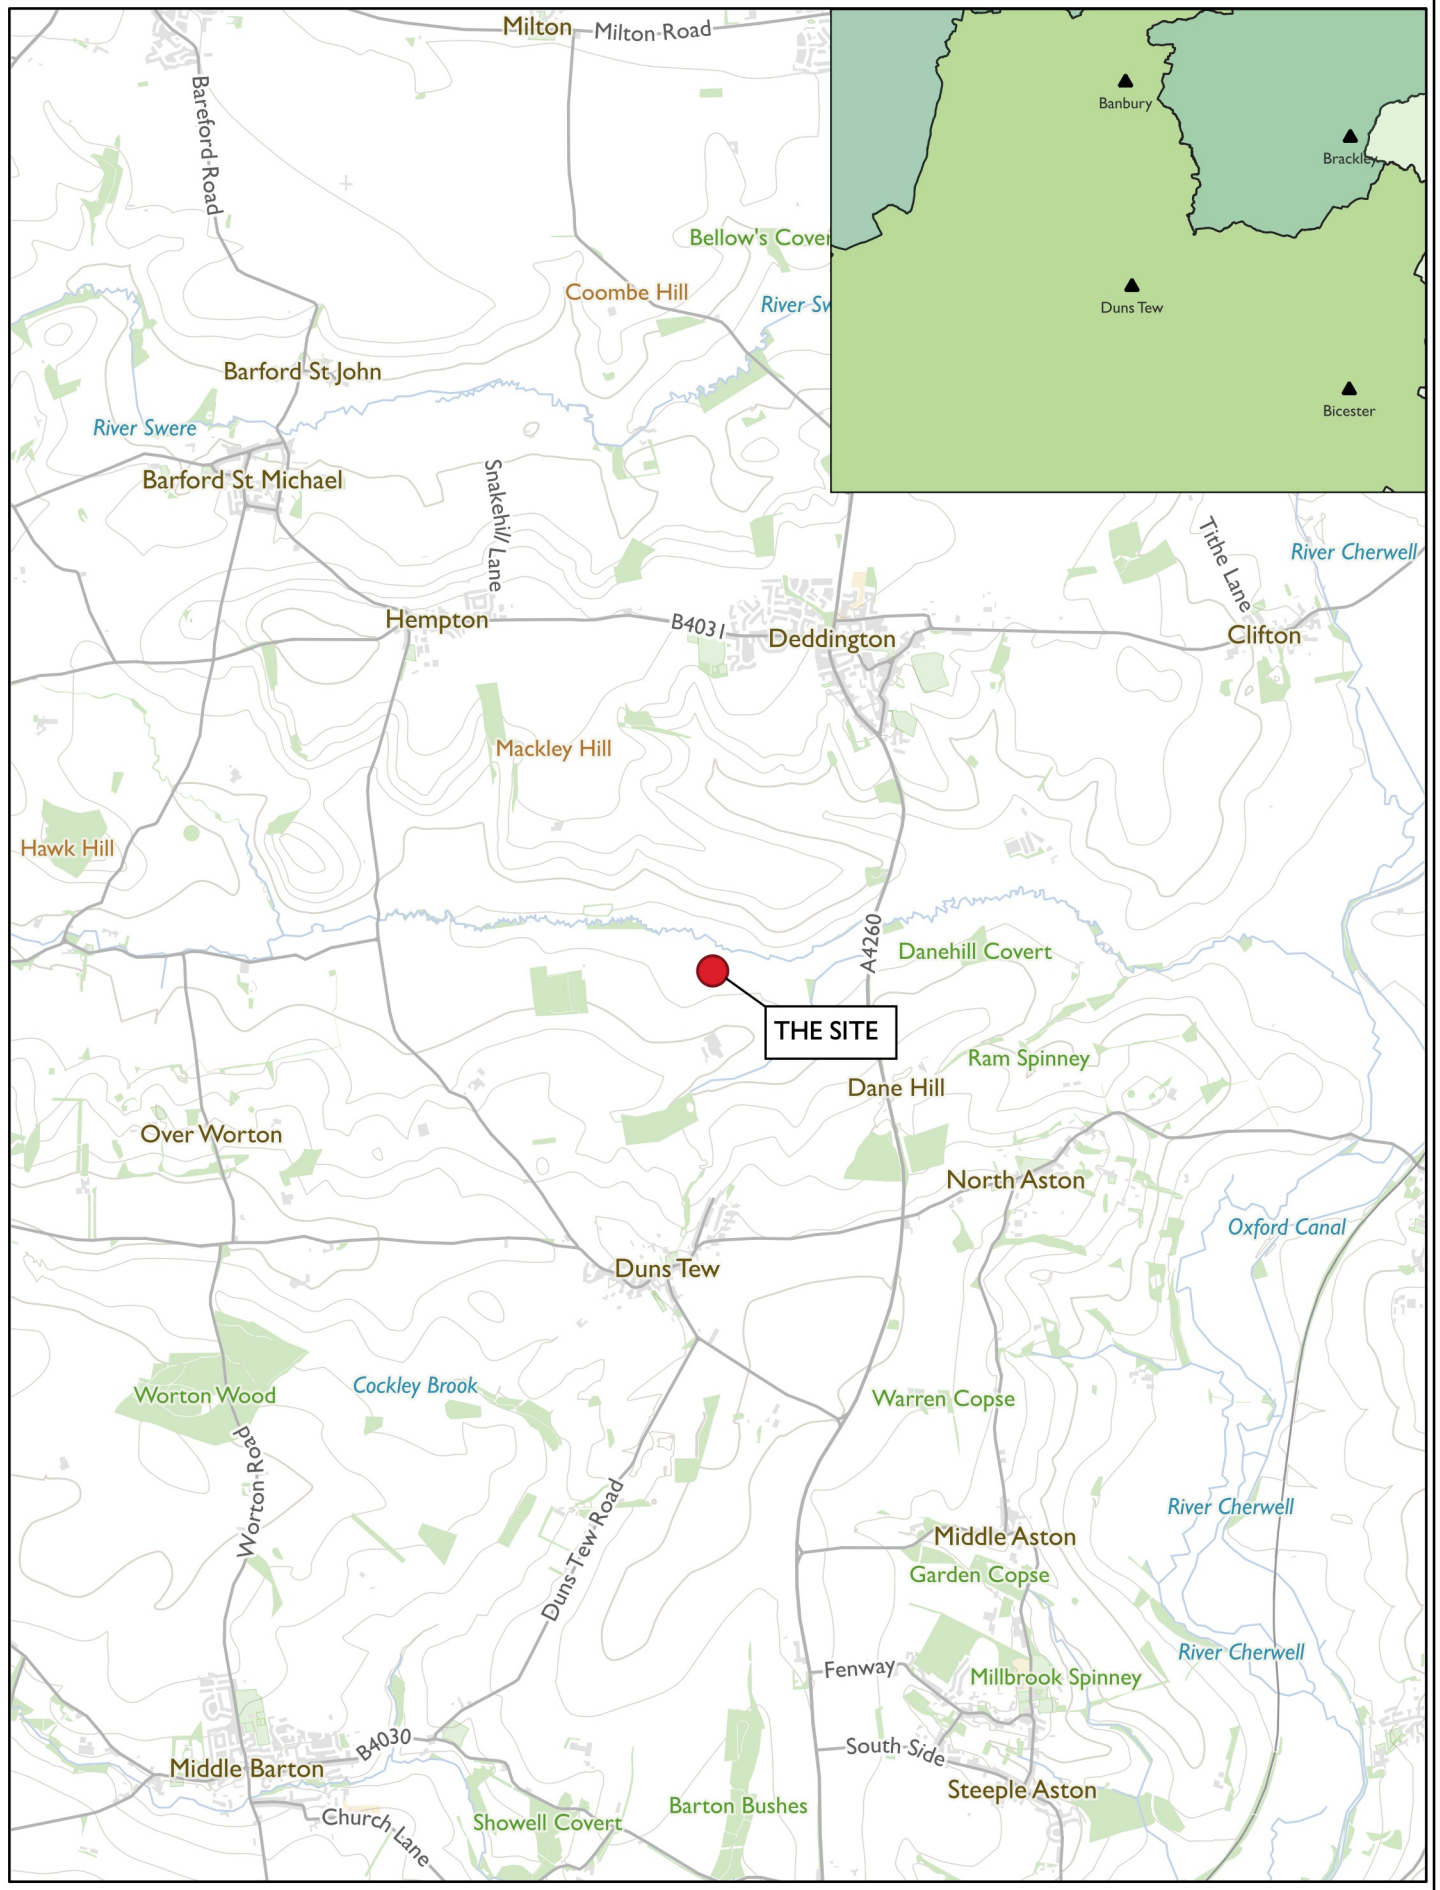 Milton
Milton Road
Bareford Road
Banbury
Brackley
Bellow's Cover
Coombe Hill
River Sw
Duns Tew
Barford St John
Bicester
River Swere
Barford St Michael
Snakehill Lane
Tithe Lane
River Cherwell
Hempton
B4031
Deddington
Clifton
Mackley Hill
Hawk Hill
A4260
Danehill Covert
THE SITE
Ram Spinney
Dane Hill
Over Worton
North Aston
Oxford Canal
Duns Tew
Worton Wood
Cockley Brook
Warren Copse
Worton Road
Duns Tew Road
River Cherwell
Middle Aston
Garden Copse
River Cherwell
Fenway
Millbrook Spinney
B4030
South Side
Middle Barton
Steeple Aston
Church Lane
Showell Covert
Barton Bushes